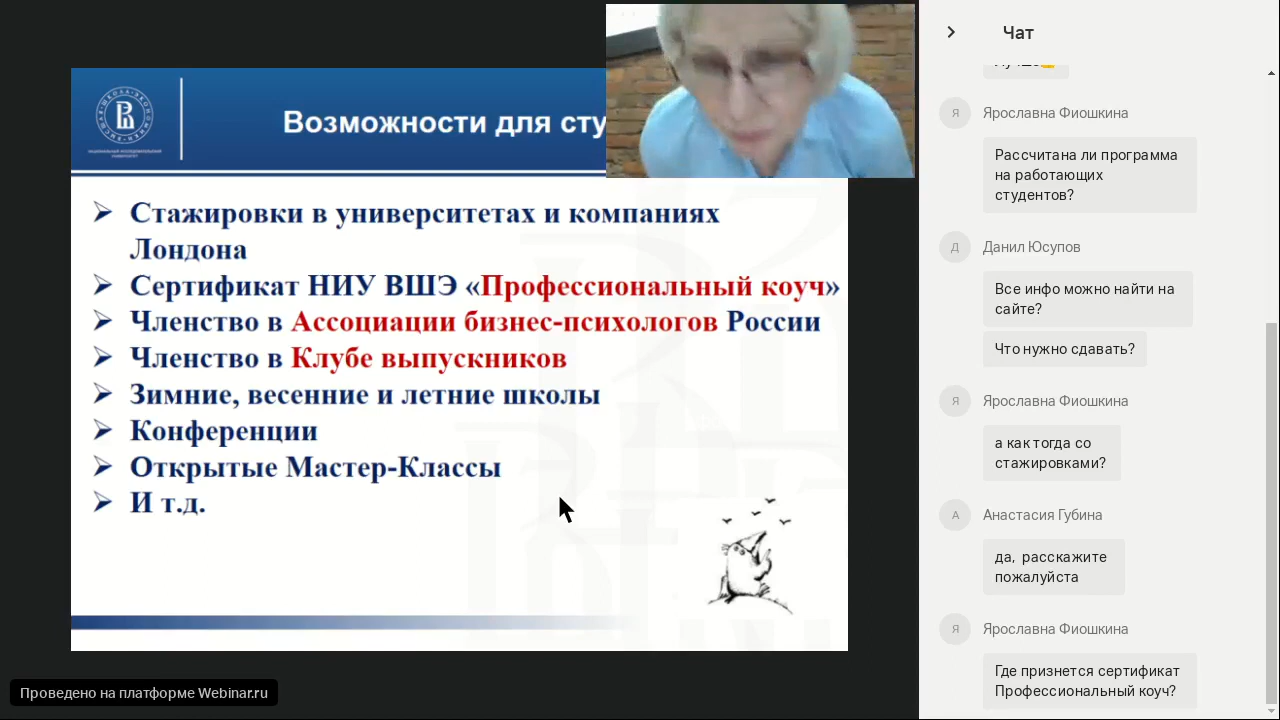 Возможности для сту
Стажировки в университетах и компаниях
Лондона
Сертификат НИУ ВШЭ «Профессиональный коуч»
Членство в Ассоциации бизнес-психологов России
Членство в Клубе выпускников
Зимние, весенние и летние школы
Конференции
Открытые Мастер-Классы
И т.д.
Проведено на платформе Webinar.ru
Чат
Я
Ярославна Фиошкина
Рассчитана ли программа
на работающих
студентов?
Д
Данил Юсупов
Все инфо можно найти на
сайте?
Что нужно сдавать?
Я
Ярославна Фиошкина
а как тогда со
стажировками?
А
Анастасия Губина
да, расскажите
пожалуйста
Я
Ярославна Фиошкина
Где признется сертификат
Профессиональный коуч?